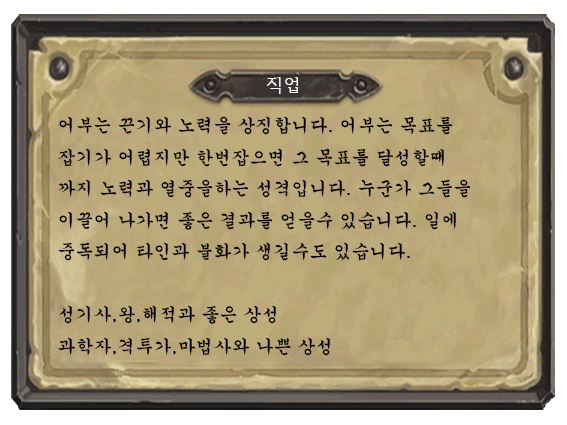 직업
어부는 끈기와 노력을 상징합니다. 어부는 목표를
잡기가 어렵지만 한번잡으면 그 목표를 달성할때
까지 노력과 열중을하는 성격입니다. 누군가 그들을
이끌어 나가면 좋은 결과를 얻을수 있습니다. 일에
중독되어 타인과 불화가 생길수도 있습니다.
성기사,왕,해적과 좋은 상성
과학자,격투가,마법사와 나쁜 상성